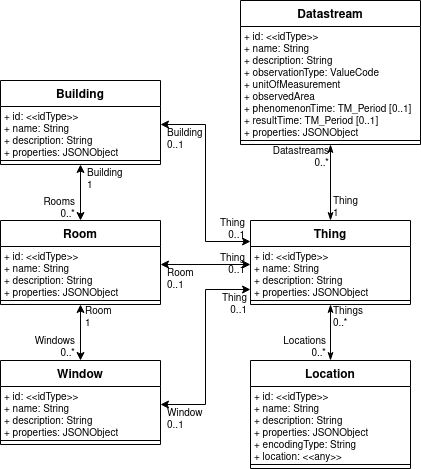 Datastream
+ id: <<idType>>
+ name: String
+ description: String
+ observationType: ValueCode
+ unitOfMeasurement
+ observedArea
+ phenomenonTime: TM_Period [0..1]
+ resultTime: TM_Period [0..1]
+ properties: JSONObject
Building
+ id: <<idType>>
+ name: String
+ description: String
+ properties: JSONObject
Building
0..1
Datastreams
0..*
Building
1
Rooms
0..*
Thing
1
Thing
0..1
Room
+ id: <<idType>>
+ name: String
+ description: String
+ properties: JSONObject
Thing
+ id: <<idType>>
+ name: String
+ description: String
+ properties: JSONObject
Thing
0..1
Room
0..1
Thing
0..1
Room
1
Windows
0..*
Things
0..*
Locations
0..*
Window
+ id: <<idType>>
+ name: String
+ description: String
+ properties: JSONObject
Window
0..1
Location
+ id: <<idType>>
+ name: String
+ description: String
+ properties: JSONObject
+ encodingType: String
+ location: <<any>>